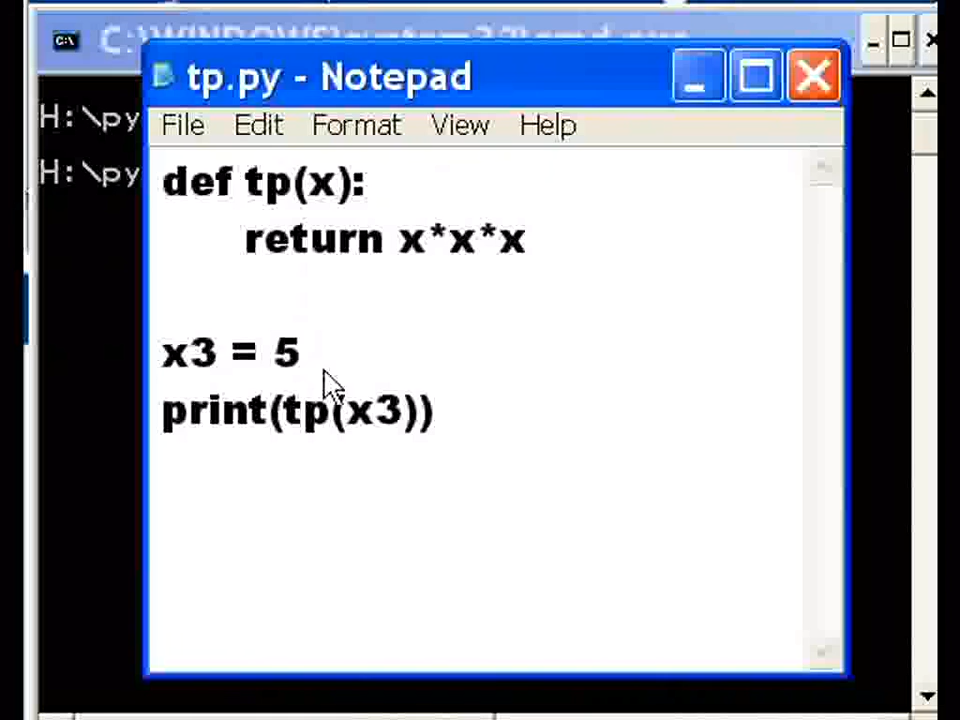 tp.py - Notepad
File Edit Format View Help
H:\py
H:\py
def tp(x):
return x*x*x
x3 = 5
print(tp(x3))